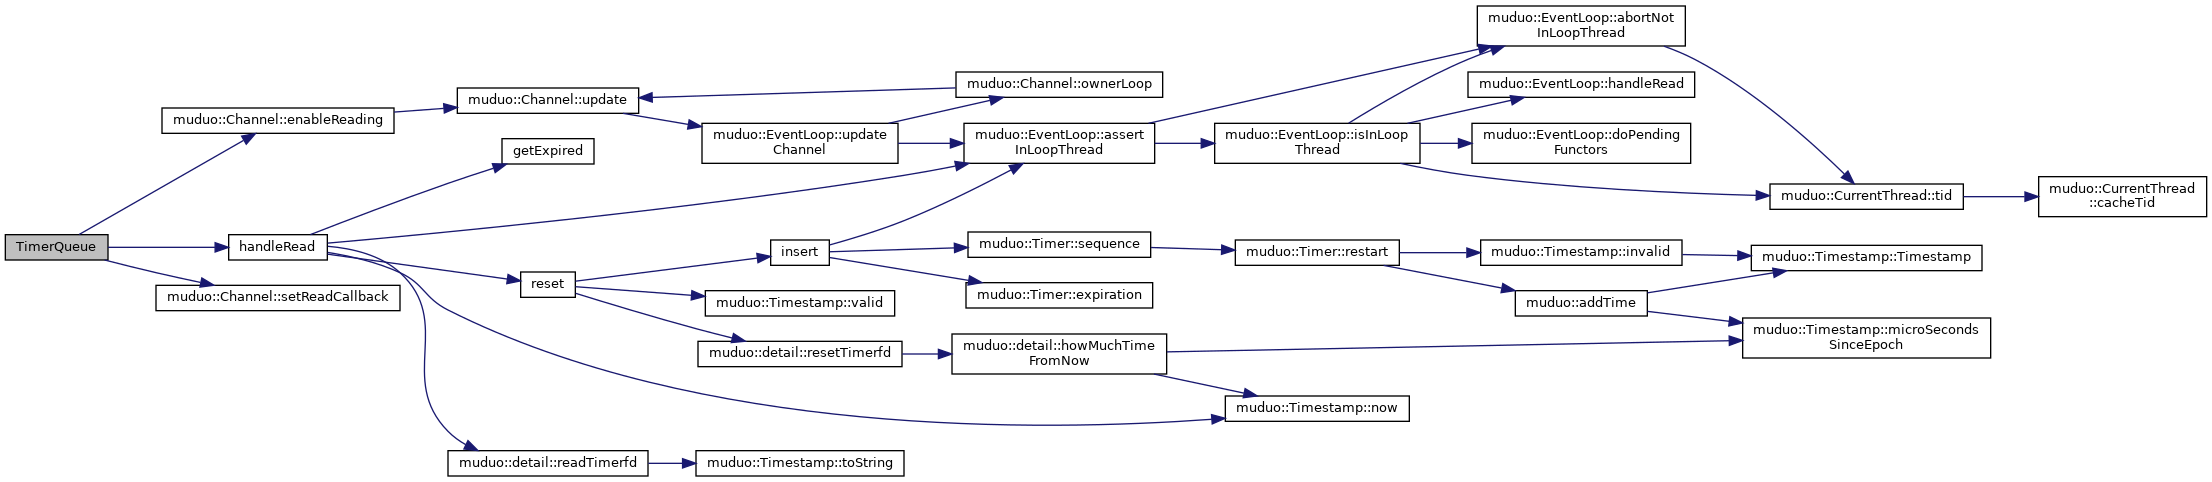 muduo::EventLoop::abortNot
InLoopThread
muduo::Channel::ownerLoop
muduo::EventLoop::handleRead
muduo::Channel::update
muduo::Channel::enableReading
muduo::EventLoop::update
Channel
muduo::EventLoop::assert
InLoopThread
muduo::EventLoop::isInLoop
Thread
muduo::EventLoop::doPending
Functors
getExpired
muduo::CurrentThread::tid
muduo::CurrentThread
::cacheTid
TimerQueue
handleRead
insert
muduo::Timer::sequence
muduo::Timer::restart
muduo::Timestamp::invalid
muduo::Timestamp::Timestamp
reset
muduo::Channel::setReadCallback
muduo::Timestamp::valid
muduo::Timer::expiration
muduo::addTime
muduo::Timestamp::microSeconds
SinceEpoch
muduo::detail::resetTimerfd
muduo::detail::howMuchTime
FromNow
muduo::Timestamp::now
muduo::detail::readTimerfd
muduo::Timestamp::toString